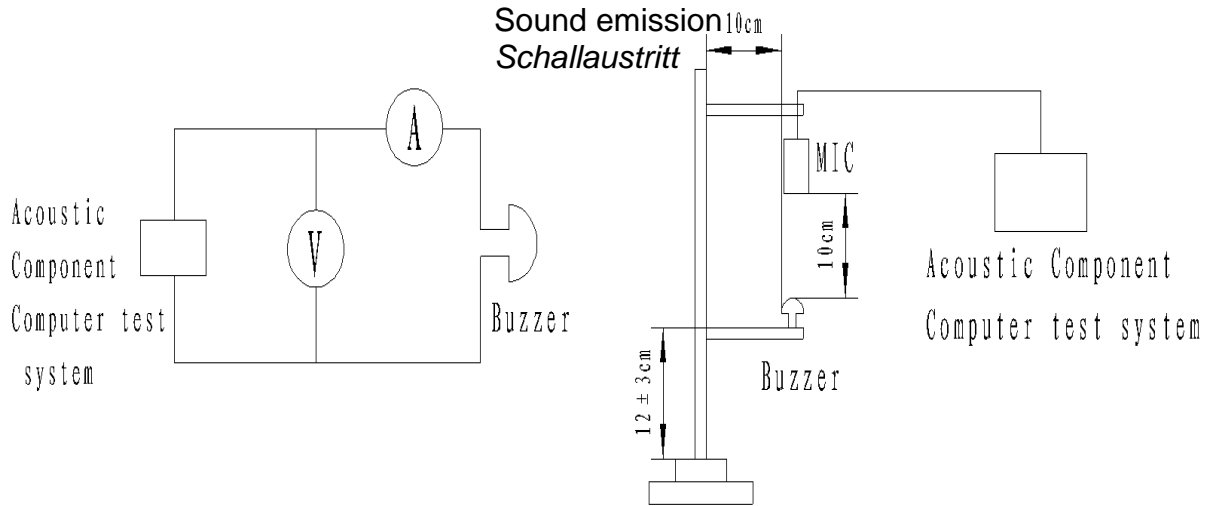 Sound emission
Schallaustritt
10cm
A
V
Acoustic
Component
Computer test
system
Buzzer
MIC
10cm
12±3cm
Buzzer
Acoustic Component
Computer test system